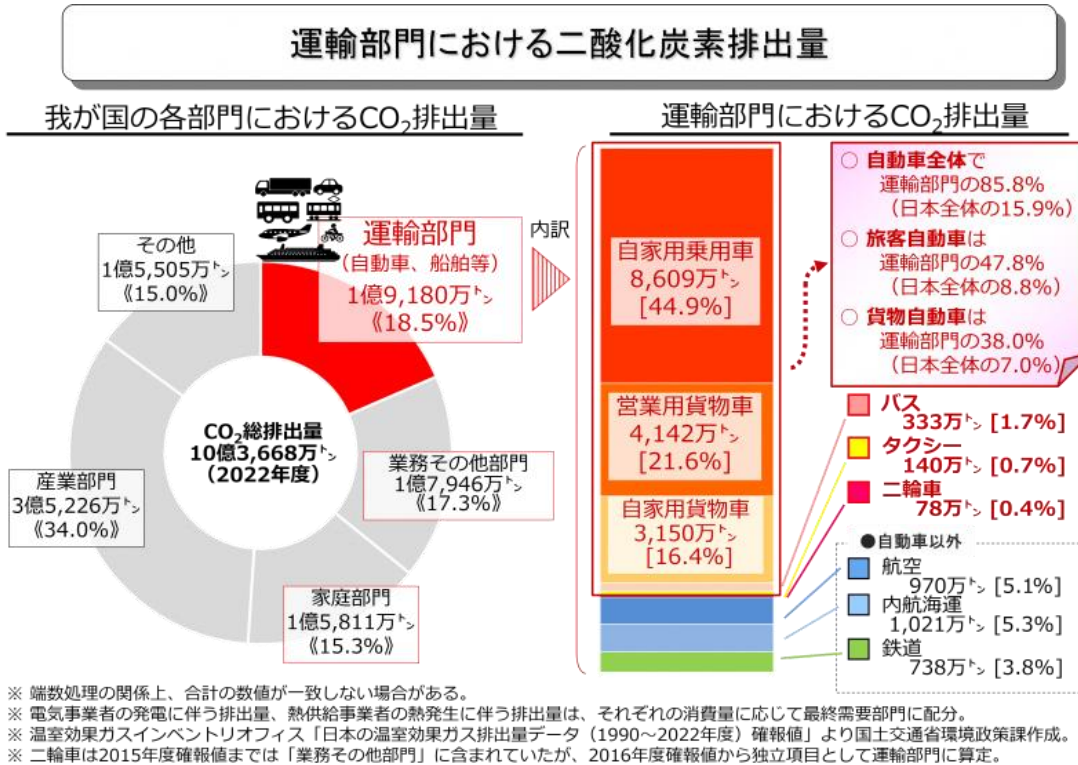 運輸部門における二酸化炭素排出量
我が国の各部門におけるCO₂排出量
運輸部門(自動車、船舶等)
1億9,180万㌧
《18.5%》
その他
1億5,505万㌧
《15.0%》
CO₂総排出量
10億3,668万㌧
(2022年度)
産業部門
3億5,226万㌧
《34.0%》
業務その他部門
1億7,946万㌧
《17.3%》
家庭部門
1億5,811万㌧
《15.3%》
内訳
運輸部門におけるCO₂排出量
自家用乗用車
8,609万㌧
[44.9%]
営業用貨物車
4,142万㌧
[21.6%]
自家用貨物車
3,150万㌧
[16.4%]
○ 自動車全体で
運輸部門の85.8%
(日本全体の15.9%)
○ 旅客自動車は
運輸部門の47.8%
(日本全体の8.8%)
○ 貨物自動車は
運輸部門の38.0%
(日本全体の7.0%)
バス
333万㌧ [1.7%]
タクシー
140万㌧ [0.7%]
二輪車
78万㌧ [0.4%]
●自動車以外
航空
970万㌧ [5.1%]
内航海運
1,021万㌧ [5.3%]
鉄道
738万㌧ [3.8%]
※ 端数処理の関係上、合計の数値が一致しない場合がある。
※ 電気事業者の発電に伴う排出量、熱供給事業者の熱発生に伴う排出量は、それぞれの消費量に応じて最終需要部門に配分。
※ 温室効果ガスインベントリオフィス「日本の温室効果ガス排出量データ(1990～2022年度)確報値」より国土交通省環境政策課作成。
※ 二輪車は2015年度確報値までは「業務その他部門」に含まれていたが、2016年度確報値から独立項目として運輸部門に算定。